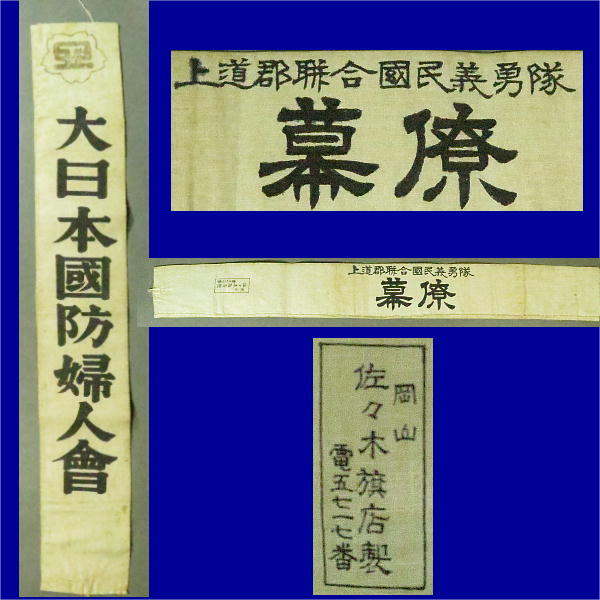 大日本國防婦人會
上道郡聯合國民義勇隊
幕僚
上道郡聯合國民義勇隊
幕僚
岡山
佐々木旗店製
電五七一七番